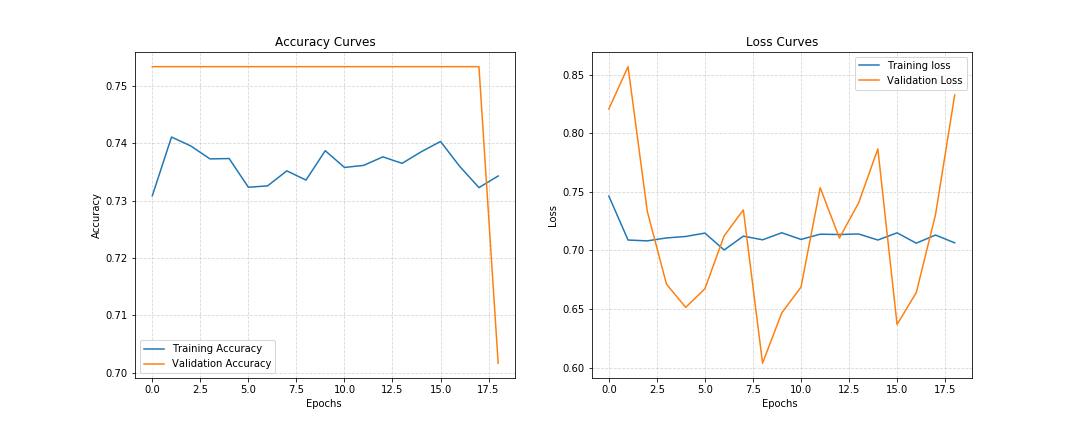 Accuracy Curves
0.75
0.74
0.73
0.72
0.71
0.70
Accuracy
Training Accuracy
Validation Accuracy
0.0 2.5 5.0 7.5 10.0 12.5 15.0 17.5
Epochs
Loss Curves
0.85
0.80
0.75
0.70
0.65
0.60
Loss
Training loss
Validation Loss
0.0 2.5 5.0 7.5 10.0 12.5 15.0 17.5
Epochs